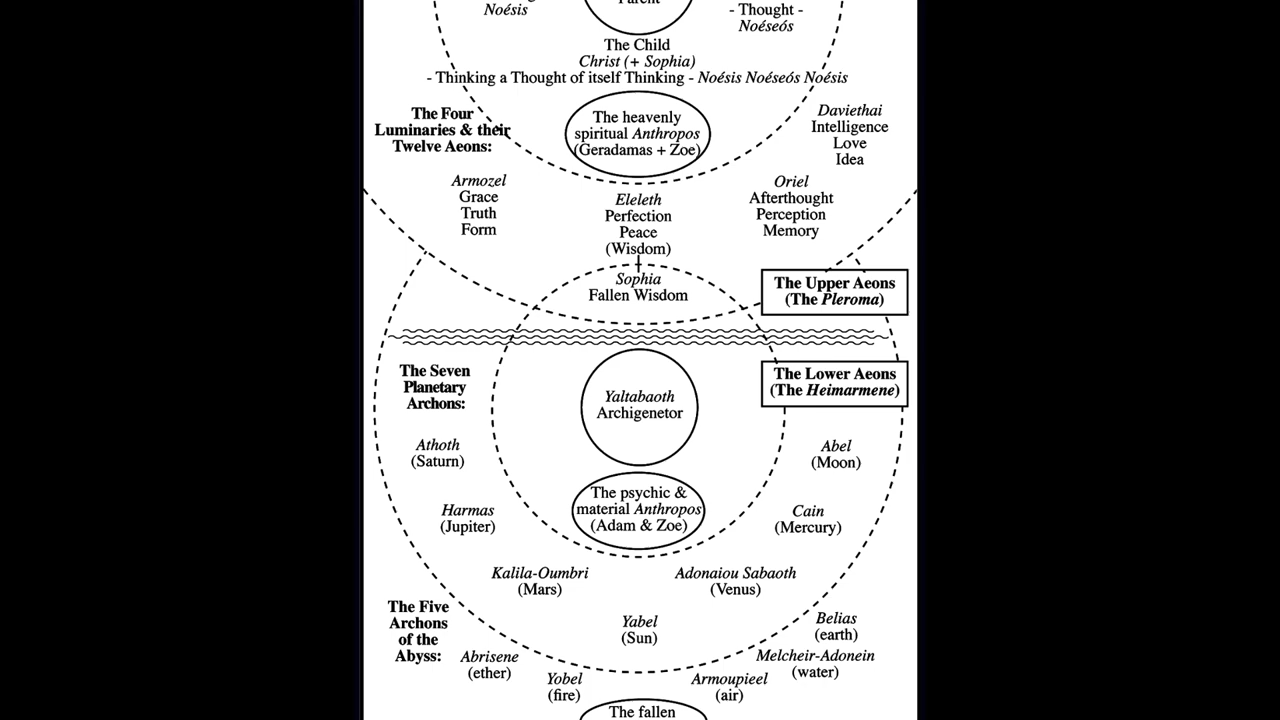 Noésis
Parent
- Thought -
Noéseós
The Child
Christ (+ Sophia)
- Thinking a Thought of itself Thinking - Noésis Noéseós Noésis
The Four
Luminaries & their
Twelve Aeons:
The heavenly
spiritual Anthropos
(Geradamas + Zoe)
Daviethai
Intelligence
Love
Idea
Armozel
Grace
Truth
Form
Eleleth
Perfection
Peace
(Wisdom)
Oriel
Afterthought
Perception
Memory
Sophia
Fallen Wisdom
The Upper Aeons
(The Pleroma)
The Seven
Planetary
Archons:
Yaltabaoth
Archigenetor
The Lower Aeons
(The Heimarmene)
Athoth
(Saturn)
Abel
(Moon)
Harmas
(Jupiter)
The psychic &
material Anthropos
(Adam & Zoe)
Cain
(Mercury)
Kalila-Oumbri
(Mars)
Adonaiou Sabaoth
(Venus)
Yabel
(Sun)
The Five
Archons
of the
Abyss:
Abrisene
(ether)
Yobel
(fire)
Armoupieel
(air)
Melcheir-Adonein
(water)
Belias
(earth)
The fallen